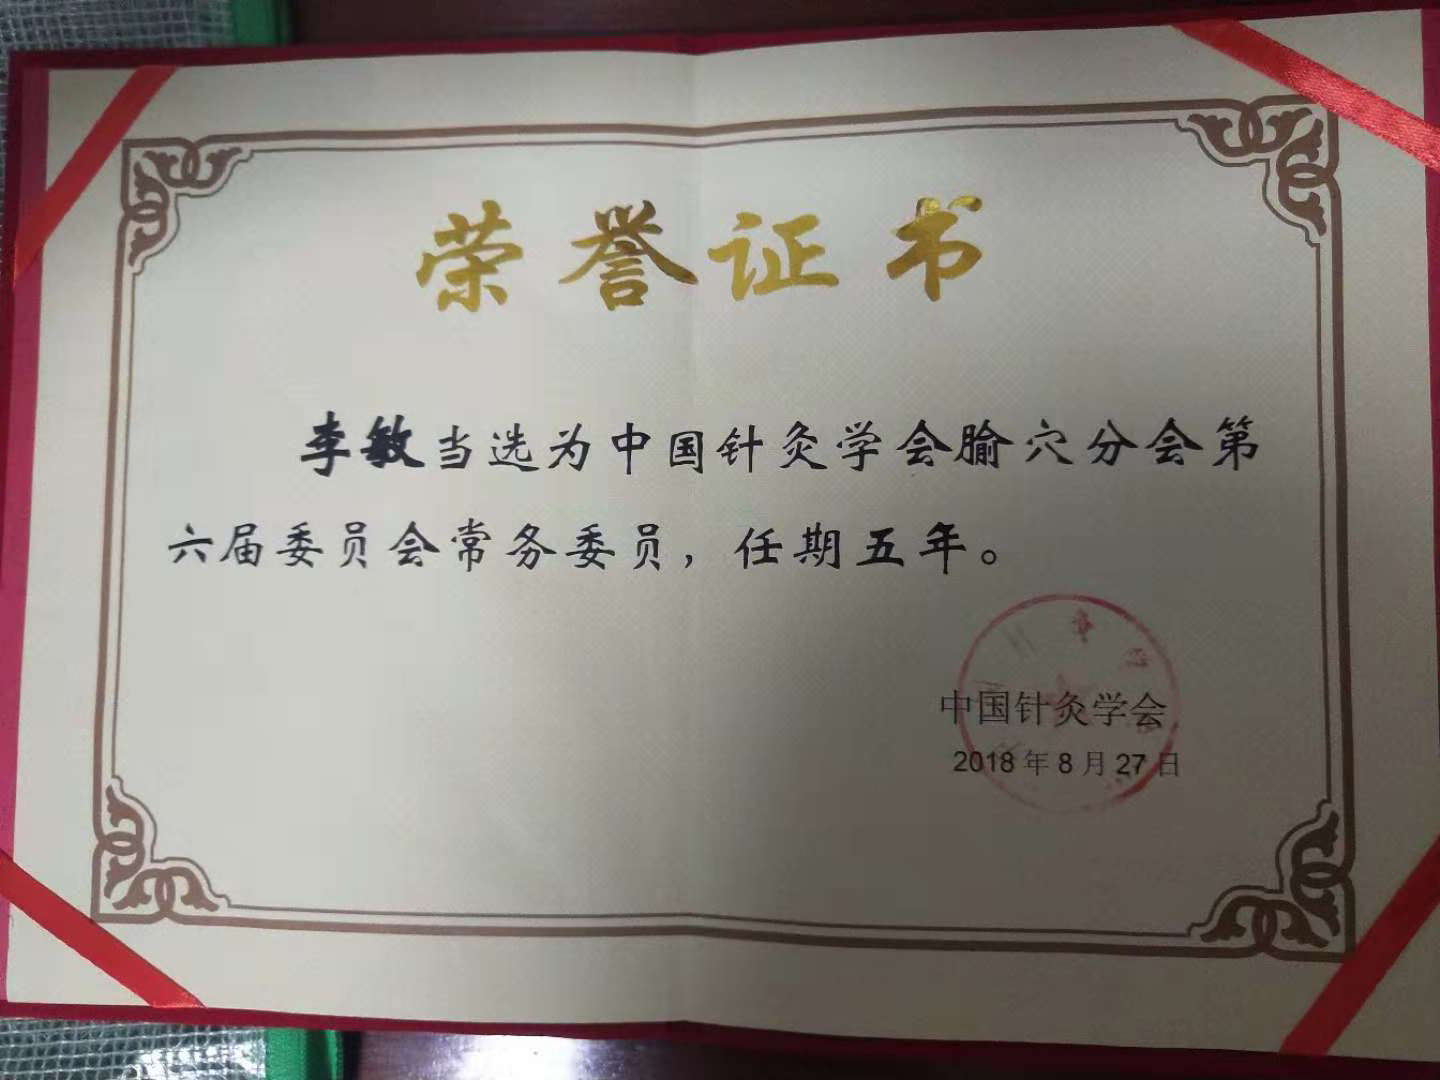 荣誉证书
李敏当选为中国针灸学会腧穴分会第
六届委员会常务委员，任期五年。
中国针灸学会
2018年8月27日